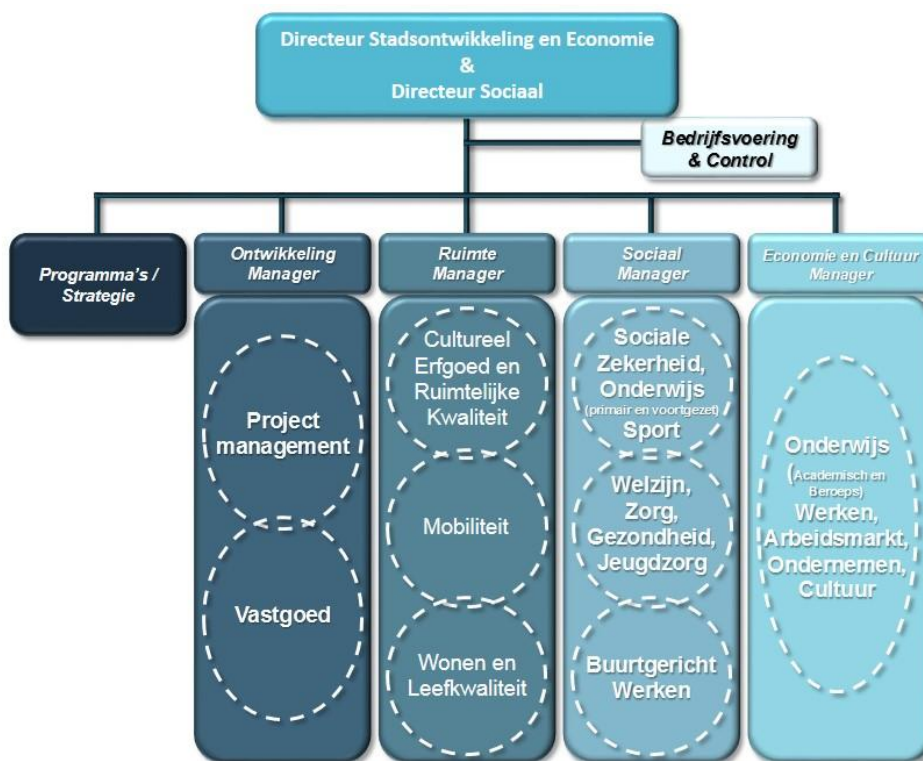 Directeur Stadsontwikkeling en Economie
&
Directeur Sociaal
Bedrijfsvoering
& Control
Programma's /
Strategie
Ontwikkeling
Manager
Ruimte
Manager
Sociaal
Manager
Economie en Cultuur
Manager
Project
management
Vastgoed
Cultureel
Erfgoed en
Ruimtelijke
Kwaliteit
Mobiliteit
Wonen en
Leefkwaliteit
Sociale
Zekerheid,
Onderwijs
(primair en voortgezet)
Sport
Welzijn,
Zorg,
Gezondheid,
Jeugdzorg
Buurtgericht
Werken
Onderwijs
(Academisch en
Beroeps)
Werken,
Arbeidsmarkt,
Ondernemen,
Cultuur